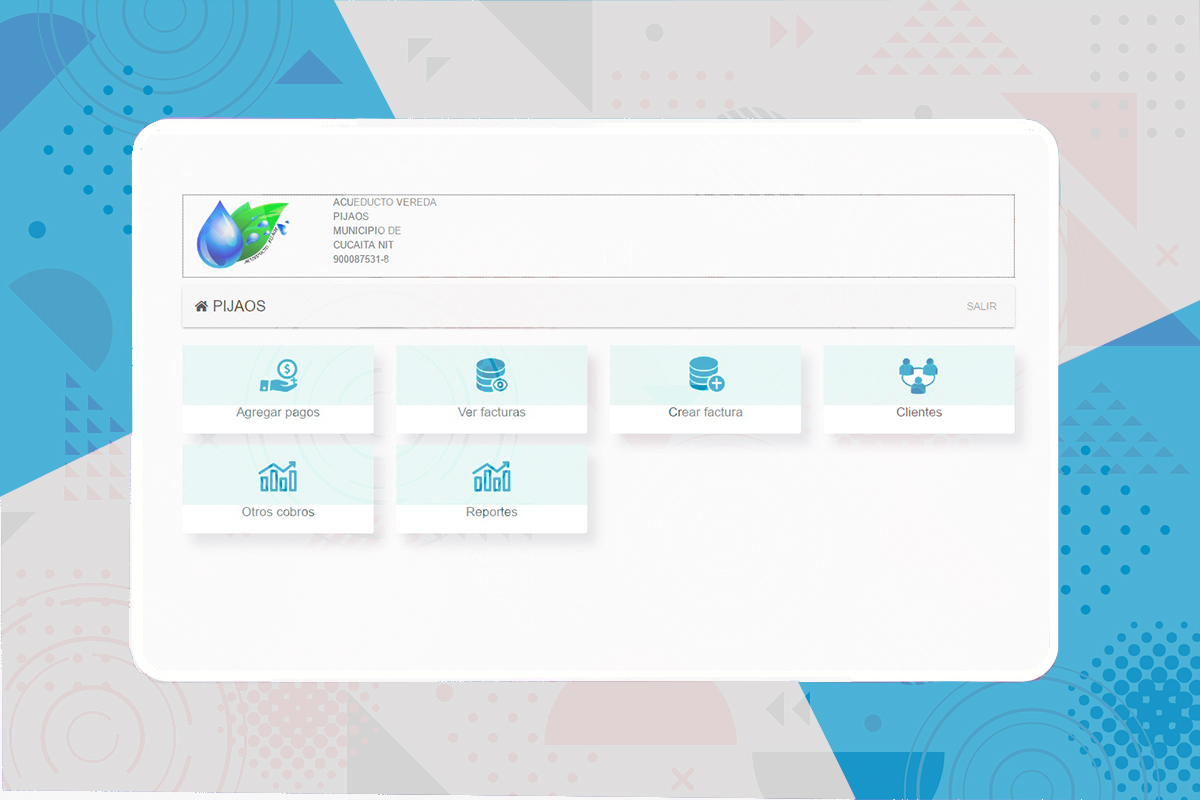 ACUEDUCTO VEREDA
PIJAOS
MUNICIPIO DE
CUCAITA NIT
900087531-8
PIJAOS
SALIR
Agregar pagos
Ver facturas
Crear factura
Clientes
Otros cobros
Reportes